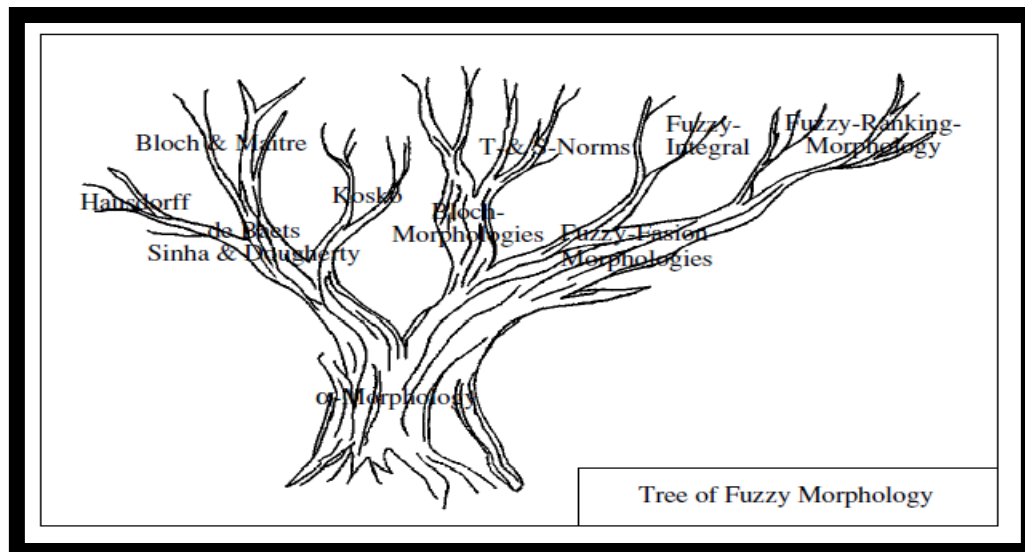 Bloch & Maitre
T- & S-Norms
Fuzzy-
Integral
Fuzzy-Ranking-
Morphology
Hausdorff
Kosko
de Baets
Sinha & Dougherty
Bloch-
Morphologies
Fuzzy-Fasion
Morphologies
α-Morphology
Tree of Fuzzy Morphology